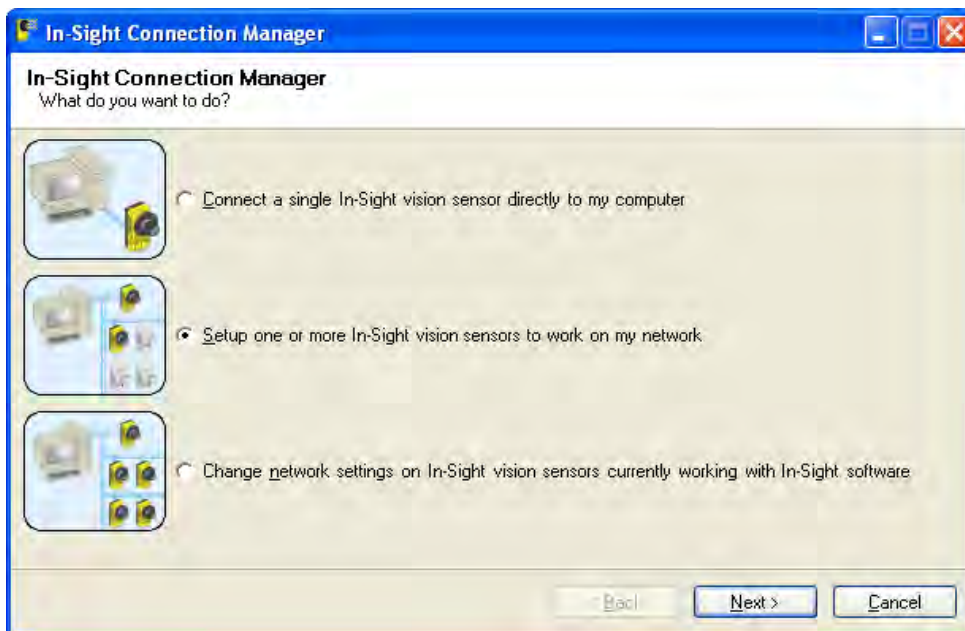 In-Sight Connection Manager
In-Sight Connection Manager
What do you want to do?
Connect a single In-Sight vision sensor directly to my computer
Setup one or more In-Sight vision sensors to work on my network
Change network settings on In-Sight vision sensors currently working with In-Sight software
Next > Cancel